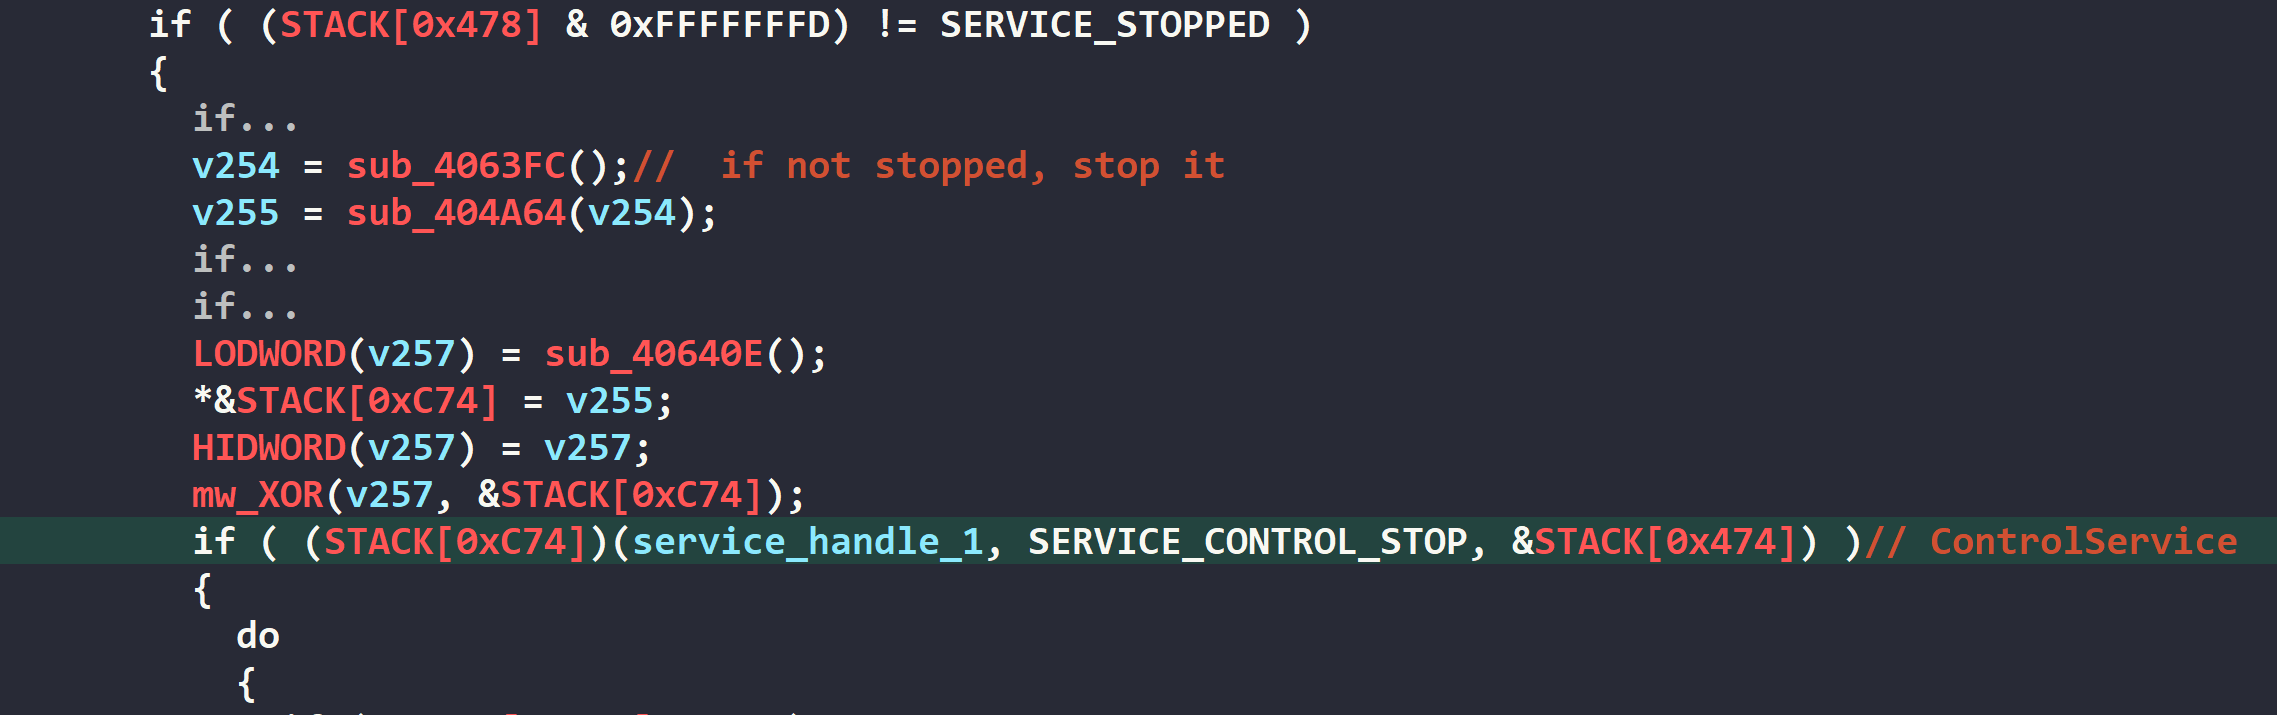 if ( (STACK[0x478] & 0xFFFFFFFD) != SERVICE_STOPPED )
{
if...
v254 = sub_4063FC();//  if not stopped, stop it
v255 = sub_404A64(v254);
if...
if...
LODWORD(v257) = sub_40640E();
*&STACK[0xC74] = v255;
HIDWORD(v257) = v257;
mw_XOR(v257, &STACK[0xC74]);
if ( (STACK[0xC74])(service_handle_1, SERVICE_CONTROL_STOP, &STACK[0x474]) )// ControlService
{
do
{